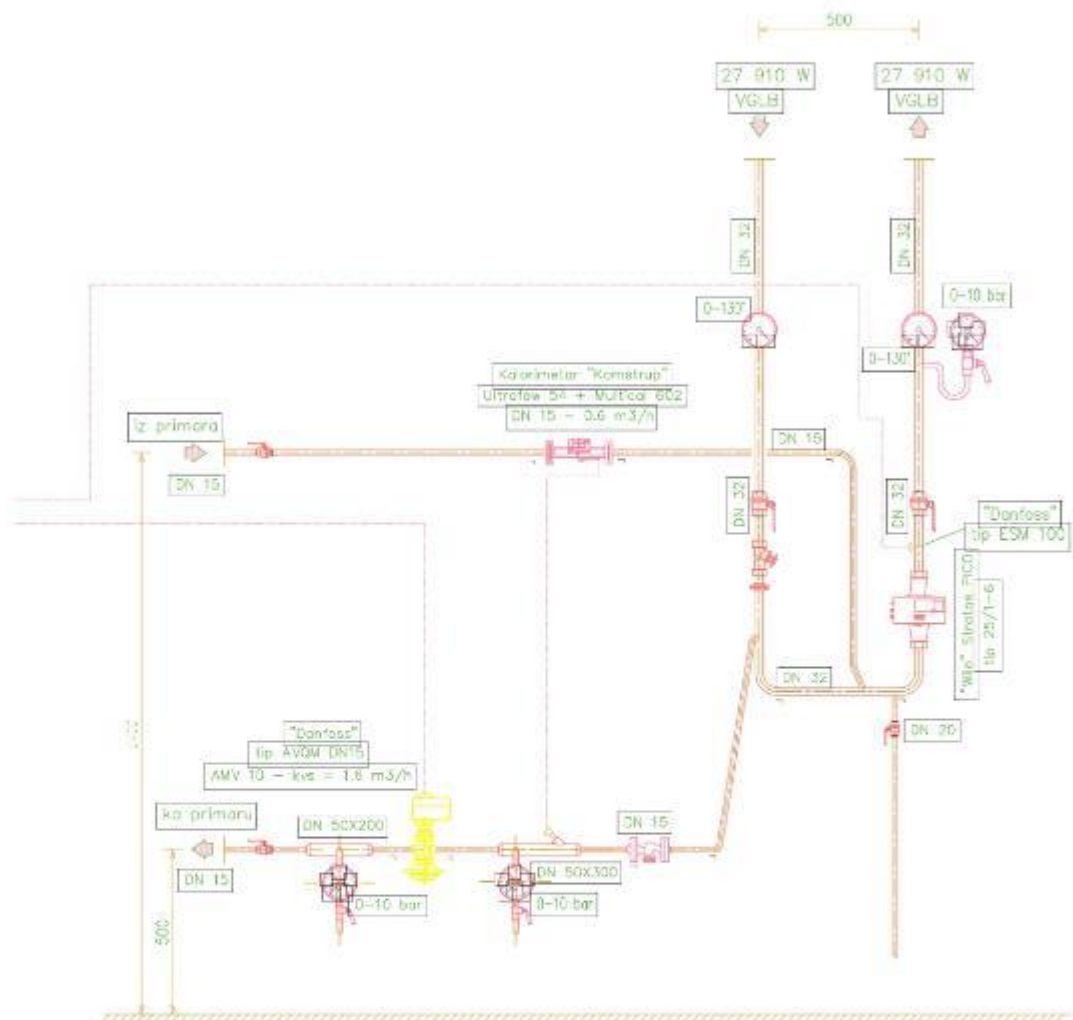 500
27 910 W
VGLB
27 910 W
VGLB
DN 32
DN 32
0-130°
0-10 bar
0-130°
Kalorimetar "Kamstrup"
Ultraflow 54 + Multical 602
DN 15 - 0.6 m3/h
iz primara
DN 15
DN 15
DN 32
DN 32
"Danfoss"
tip ESM 100
"Wilo" Stratos PICO
tip 25/1-6
DN 32
DN 20
"Danfoss"
tip AVQM DN15
AMV 10 - kvs = 1.6 m3/h
ka primaru
DN 50X200
DN 15
DN 15
DN 50X300
0-10 bar
0-10 bar
500